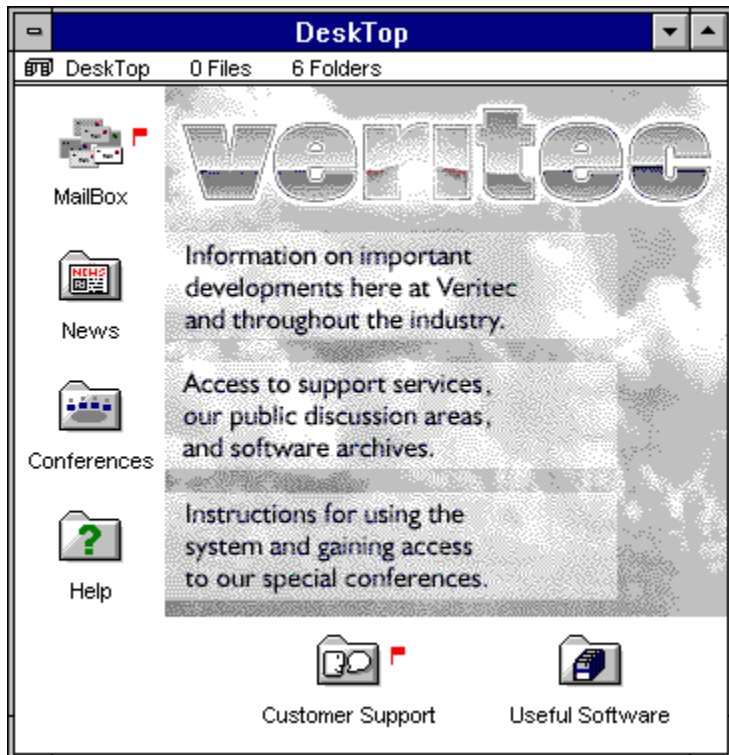 DeskTop
DeskTop 0 Files 6 Folders
MailBox
veritec
Information on important
developments here at Veritec
and throughout the industry.
NEWS
News
Access to support services,
our public discussion areas,
and software archives.
Conferences
Instructions for using the
system and gaining access
to our special conferences.
?
Help
Customer Support
Useful Software